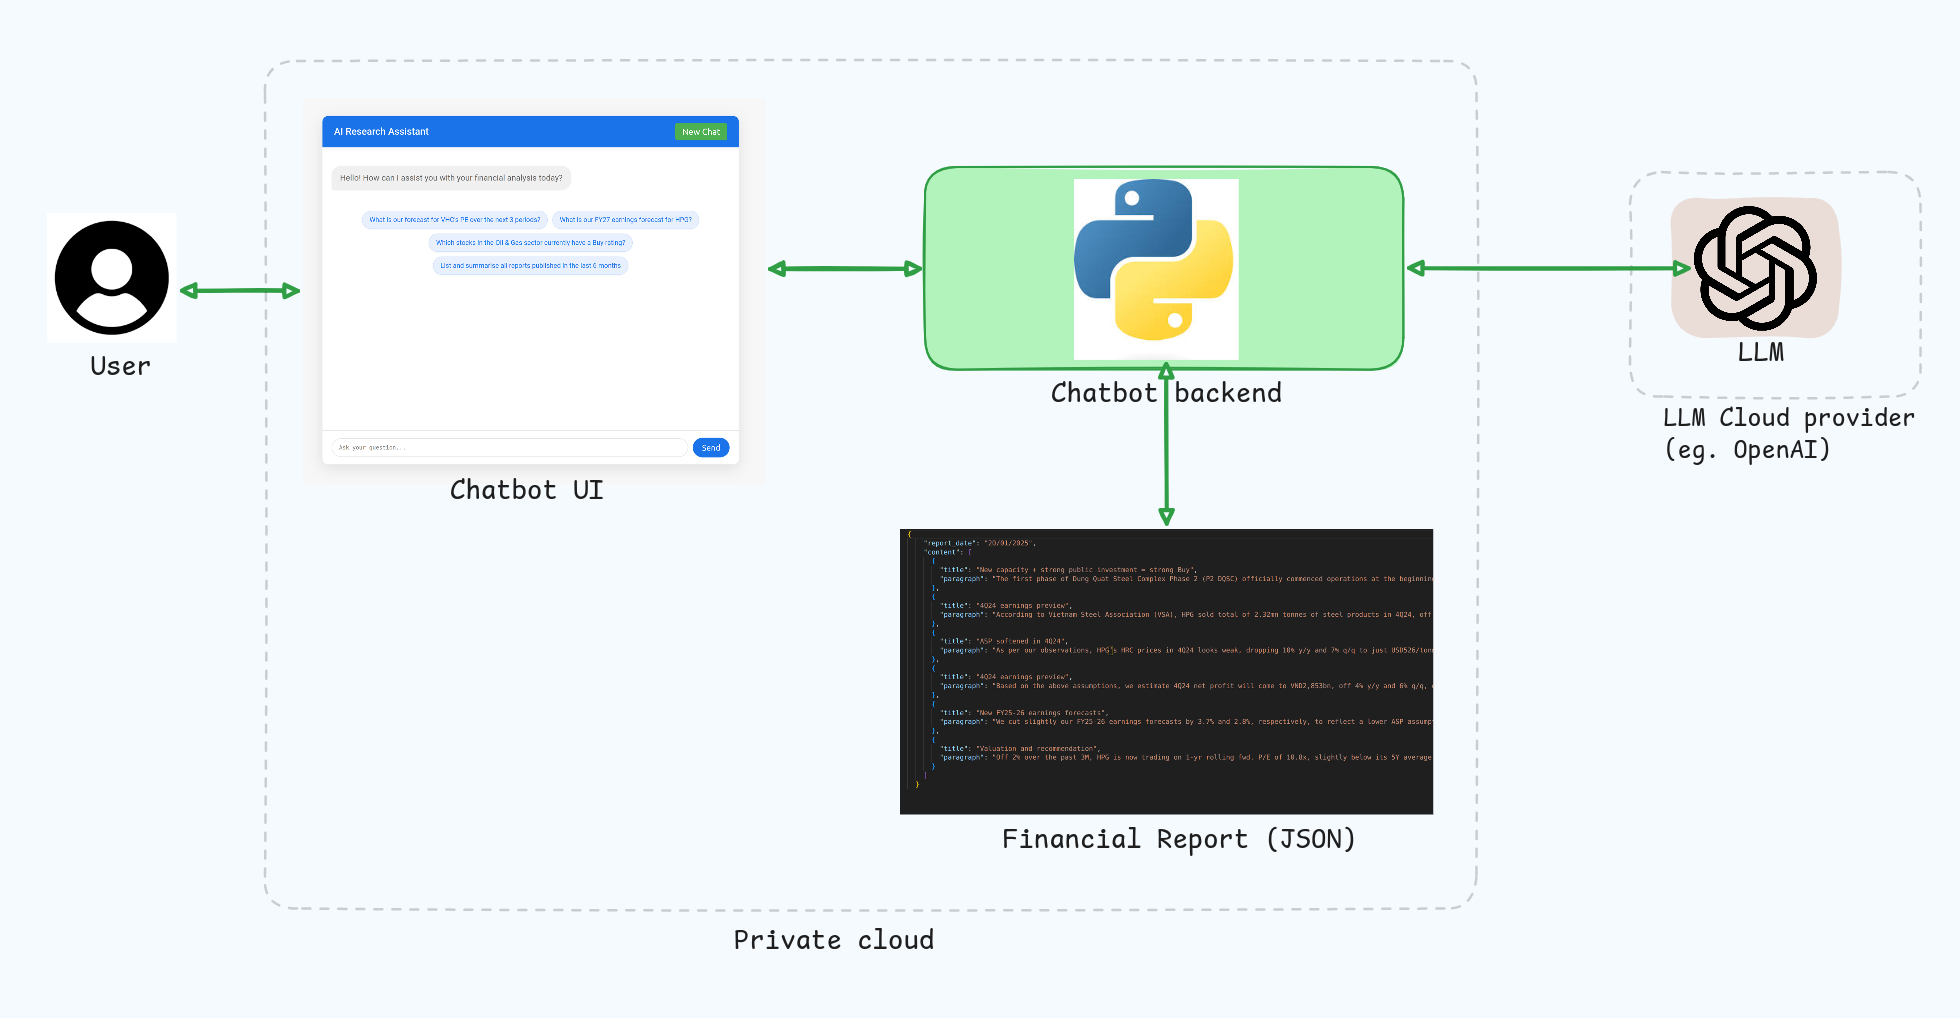 AI Research Assistant
New Chat
Hello! How can I assist you with your financial analysis today?
What is our forecast for VHC's PE over the next 3 periods?
What is our FY27 earnings forecast for HPG?
Which stocks in the Oil & Gas sector currently have a Buy rating?
List and summarise all reports published in the last 6 months
Ask your question...
Send
User
Chatbot UI
Chatbot backend
LLM
LLM Cloud provider
(eg. OpenAI)
{
"report_date": "20/01/2025",
"content": [
{
"title": "New capacity + strong public investment = strong Buy",
"paragraph": "The first phase of Dung Quat Steel Complex Phase 2 (P2 DQSC) officially commenced operations at the beginnin
},
{
"title": "4Q24 earnings preview",
"paragraph": "According to Vietnam Steel Association (VSA), HPG sold total of 2.32mn tonnes of steel products in 4Q24, off
},
{
"title": "ASP softened in 4Q24",
"paragraph": "As per our observations, HPG's HRC prices in 4Q24 looks weak, dropping 10% y/y and 7% q/q to just USD526/ton
},
{
"title": "4Q24 earnings preview",
"paragraph": "Based on the above assumptions, we estimate 4Q24 net profit will come to VND2,853bn, off 4% y/y and 6% q/q,
},
{
"title": "New FY25-26 earnings forecasts",
"paragraph": "We cut slightly our FY25-26 earnings forecasts by 3.7% and 2.8%, respectively, to reflect a lower ASP assump
},
{
"title": "Valuation and recommendation",
"paragraph": "Off 2% over the past 3M, HPG is now trading on 1-yr rolling fwd. P/E of 10.8x, slightly below its 5Y average
}
]
}
Financial Report (JSON)
Private cloud